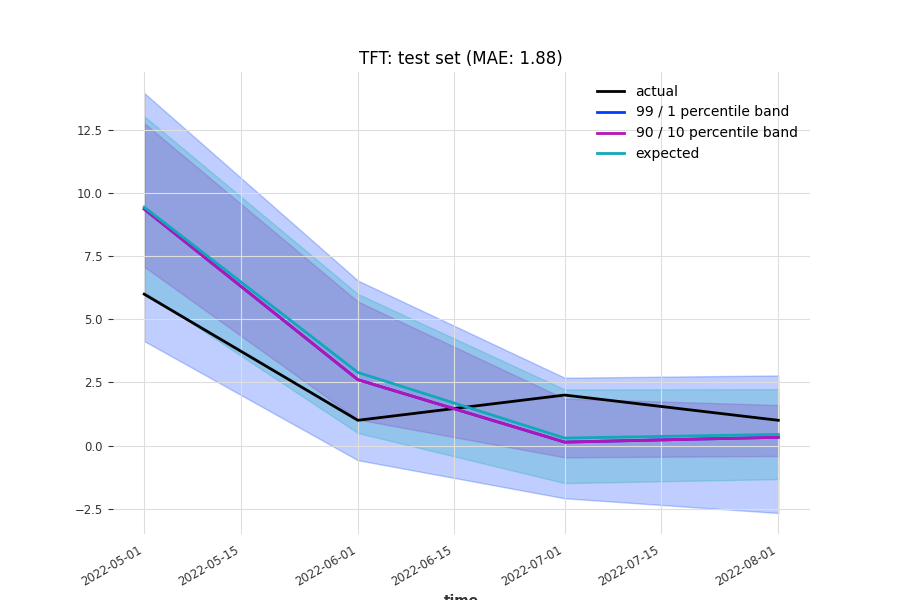 TFT: test set (MAE: 1.88)
actual
99 / 1 percentile band
90 / 10 percentile band
expected
12.5
10.0
7.5
5.0
2.5
0.0
−2.5
2022-05-01
2022-05-15
2022-06-01
2022-06-15
2022-07-01
2022-07-15
2022-08-01
time